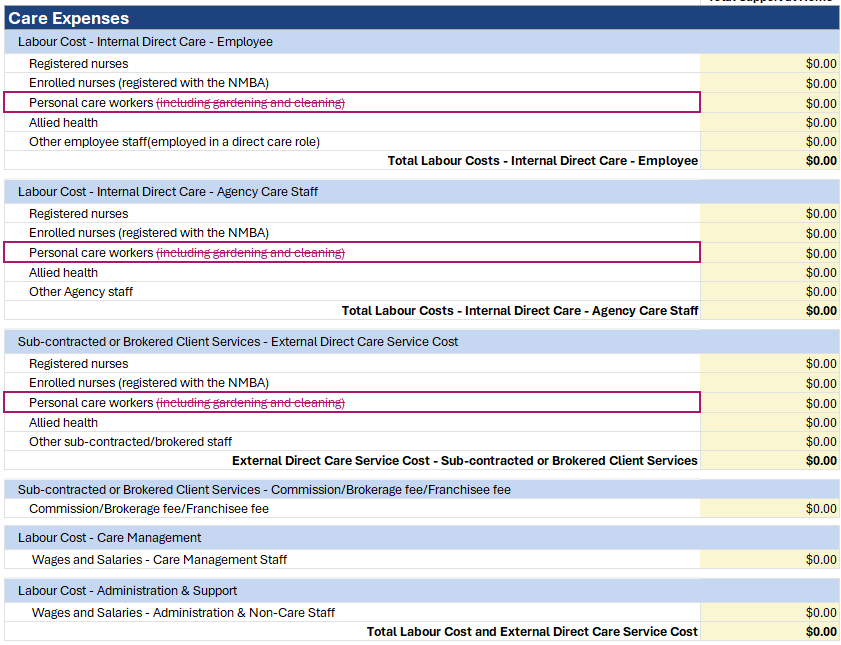 Care Expenses
Labour Cost - Internal Direct Care - Employee
Registered nurses $0.00
Enrolled nurses (registered with the NMBA) $0.00
Personal care workers (including gardening and cleaning) $0.00
Allied health $0.00
Other employee staff(employed in a direct care role) $0.00
Total Labour Costs - Internal Direct Care - Employee $0.00
Labour Cost - Internal Direct Care - Agency Care Staff
Registered nurses $0.00
Enrolled nurses (registered with the NMBA) $0.00
Personal care workers (including gardening and cleaning) $0.00
Allied health $0.00
Other Agency staff $0.00
Total Labour Costs - Internal Direct Care - Agency Care Staff $0.00
Sub-contracted or Brokered Client Services - External Direct Care Service Cost
Registered nurses $0.00
Enrolled nurses (registered with the NMBA) $0.00
Personal care workers (including gardening and cleaning) $0.00
Allied health $0.00
Other sub-contracted/brokered staff $0.00
External Direct Care Service Cost - Sub-contracted or Brokered Client Services $0.00
Sub-contracted or Brokered Client Services - Commission/Brokerage fee/Franchisee fee
Commission/Brokerage fee/Franchisee fee $0.00
Labour Cost - Care Management
Wages and Salaries - Care Management Staff $0.00
Labour Cost - Administration & Support
Wages and Salaries - Administration & Non-Care Staff $0.00
Total Labour Cost and External Direct Care Service Cost $0.00